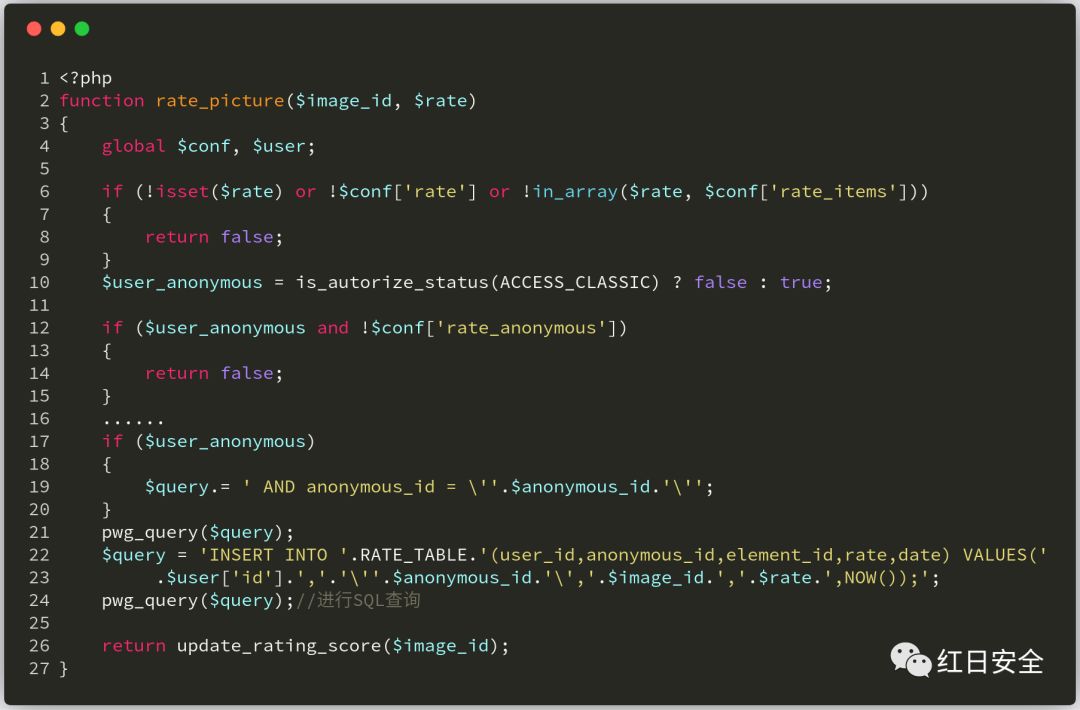 1 <?php
2 function rate_picture($image_id, $rate)
3 {
4     global $conf, $user;
5
6     if (!isset($rate) or !$conf['rate'] or !in_array($rate, $conf['rate_items']))
7     {
8         return false;
9     }
10     $user_anonymous = is_autorize_status(ACCESS_CLASSIC) ? false : true;
11
12     if ($user_anonymous and !$conf['rate_anonymous'])
13     {
14         return false;
15     }
16     ......
17     if ($user_anonymous)
18     {
19         $query.= ' AND anonymous_id = \''.$anonymous_id.'\'';
20     }
21     pwg_query($query);
22     $query = 'INSERT INTO '.RATE_TABLE.'(user_id,anonymous_id,element_id,rate,date) VALUES('
23          .$user['id'].','.'\''.$anonymous_id.'\','.$image_id.','.$rate.',NOW());';
24     pwg_query($query);//进行SQL查询
25
26     return update_rating_score($image_id);
27 }
红日安全